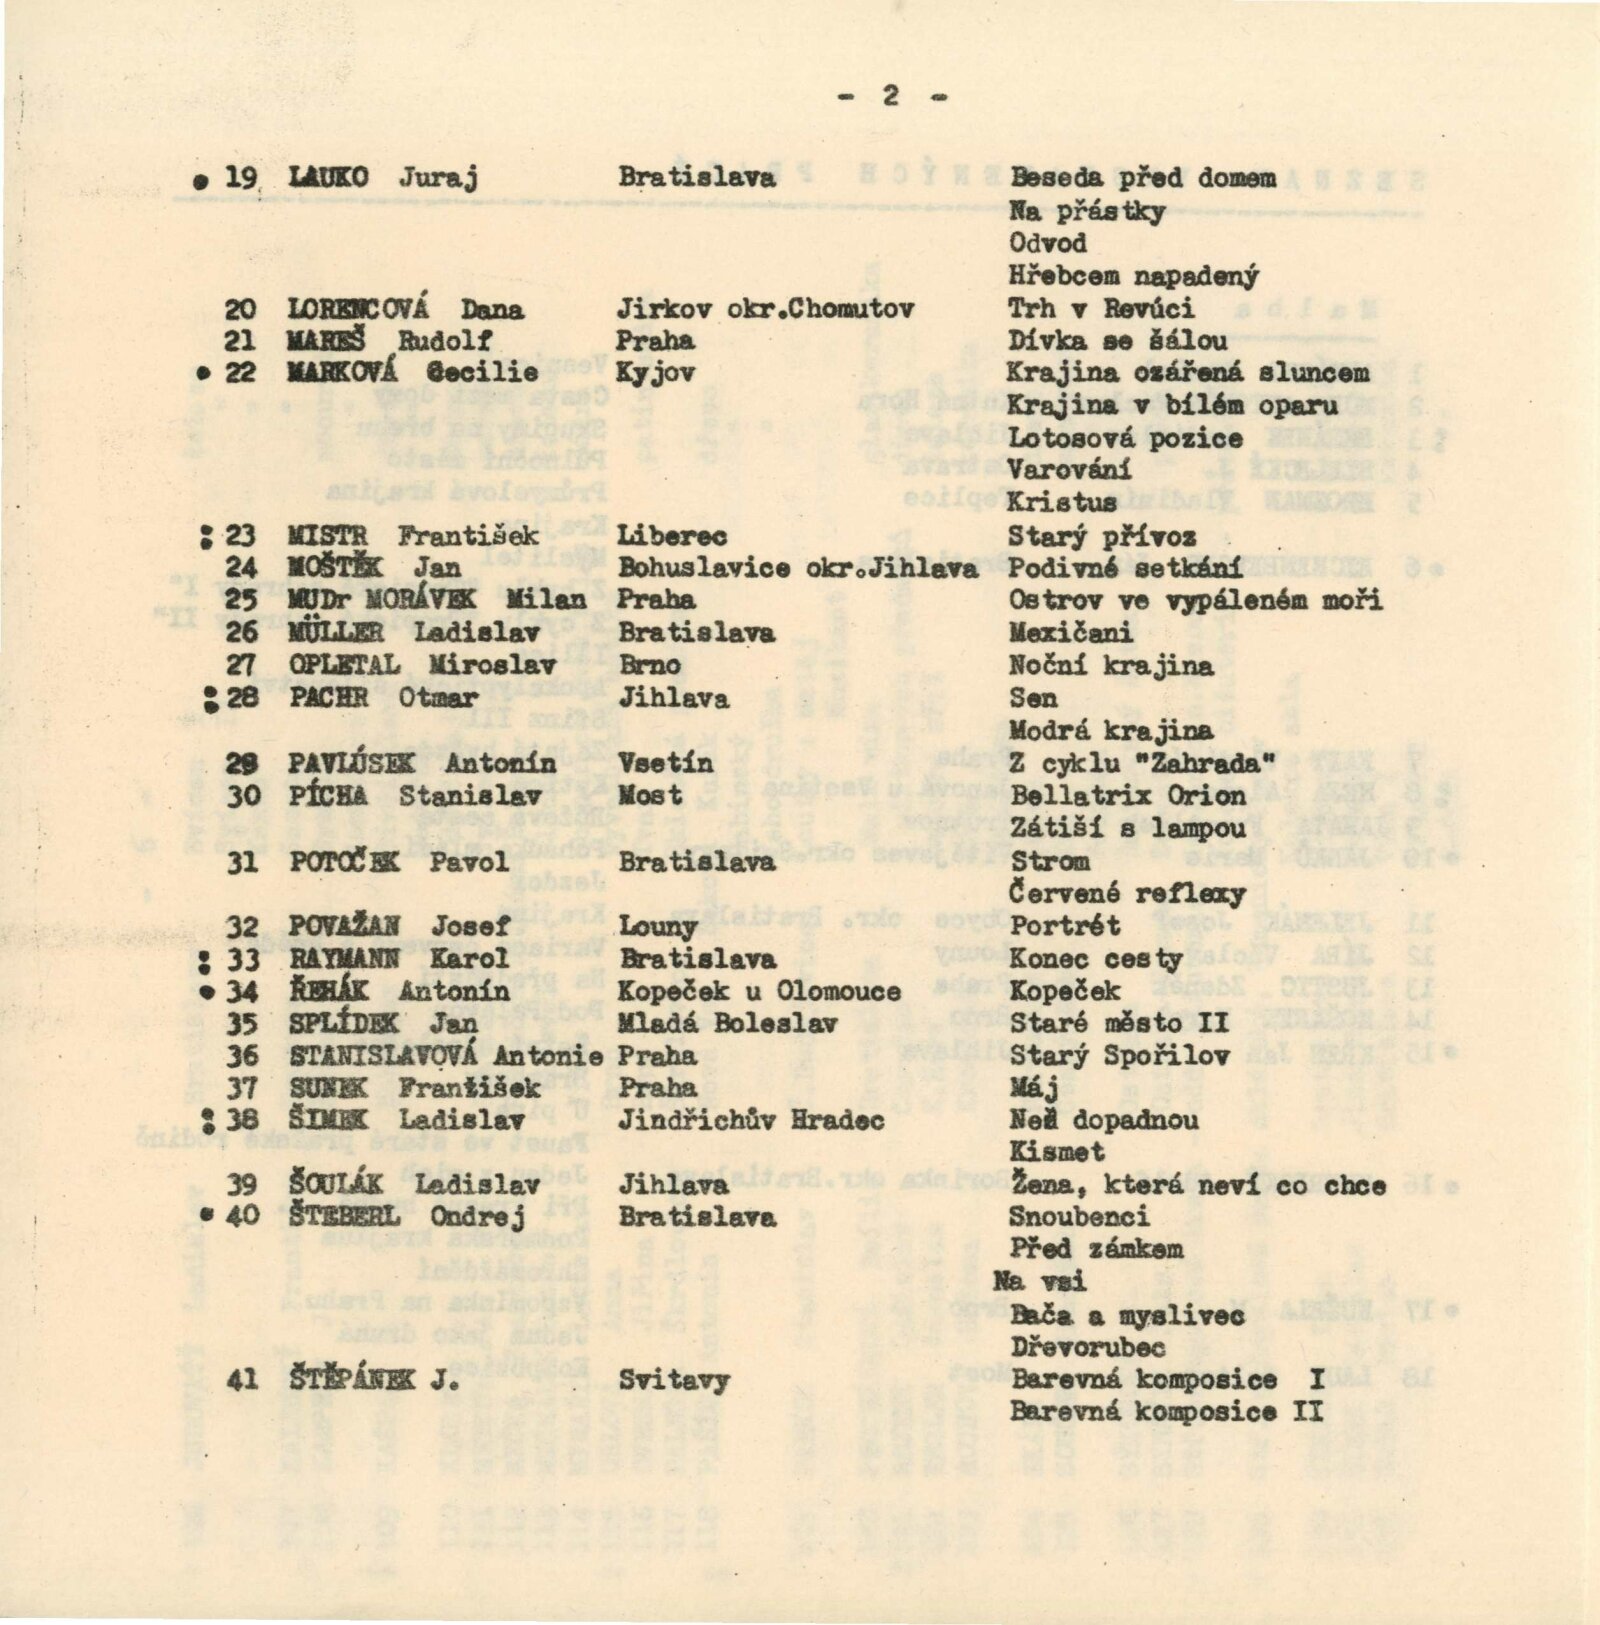 - 2 -
• 19 LAUKO Juraj Bratislava Beseda před domem
Na přástky
Odvod
Hřebcem napadený
20 LORENCOVÁ Dana Jirkov okr.Chomutov Trh v Revúci
21 MAREŠ Rudolf Praha Dívka se šálou
• 22 MARKOVÁ Cecilie Kyjov Krajina ozářená sluncem
Krajina v bílém oparu
Lotosová pozice
Varování
Kristus
: 23 MISTR František Liberec Starý přívoz
24 MOŠTĚK Jan Bohuslavice okr.Jihlava Podivné setkání
25 MUDr MORÁVEK Milan Praha Ostrov ve vypáleném moři
26 MÜLLER Ladislav Bratislava Mexičani
27 OPLETAL Miroslav Brno Noční krajina
: 28 PACHR Otmar Jihlava Sen
Modrá krajina
29 PAVLÚSEK Antonín Vsetín Z cyklu "Zahrada"
30 PÍCHA Stanislav Most Bellatrix Orion
Zátiší s lampou
31 POTOČEK Pavol Bratislava Strom
Červené reflexy
32 POVAŽAN Josef Louny Portrét
: 33 RAYMANN Karol Bratislava Konec cesty
• 34 ŘEHÁK Antonín Kopeček u Olomouce Kopeček
35 SPLÍDEK Jan Mladá Boleslav Staré město II
36 STANISLAVOVÁ Antonie Praha Starý Spořilov
37 SUNEK František Praha Máj
: 38 ŠIMEK Ladislav Jindřichův Hradec Než dopadnou
Kismet
39 ŠOULÁK Ladislav Jihlava Žena, která neví co chce
• 40 ŠTEBERL Ondrej Bratislava Snoubenci
Před zámkem
Na vsi
Bača a myslivec
Dřevorubec
41 ŠTĚPÁNEK J. Svitavy Barevná komposice I
Barevná komposice II